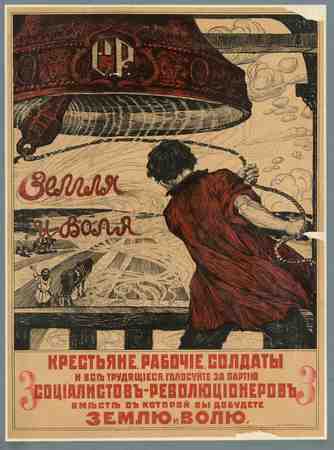 С.Р.
Земля
и Воля
КРЕСТЬЯНЕ, РАБОЧІЕ, СОЛДАТЫ
И ВСѢ ТРУДЯЩІЕСЯ, ГОЛОСУЙТЕ ЗА ПАРТІЮ
3 СОЦІАЛИСТОВЪ-РЕВОЛЮЦІОНЕРОВЪ, 3
ВМѢСТѢ СЪ КОТОРОЙ ВЫ ДОБУДЕТЕ
ЗЕМЛЮ и ВОЛЮ.